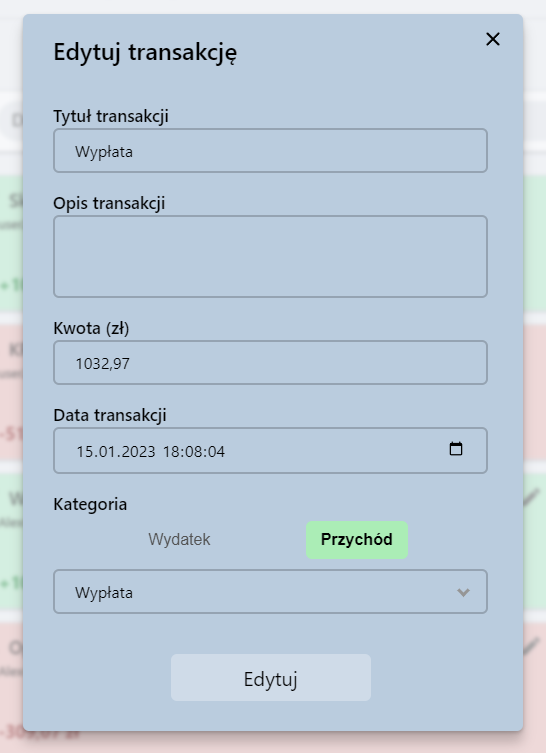 Edytuj transakcję
Tytuł transakcji
Wypłata
Opis transakcji
Kwota (zł)
1032,97
Data transakcji
15.01.2023 18:08:04
Kategoria
Wydatek Przychód
Wypłata
Edytuj